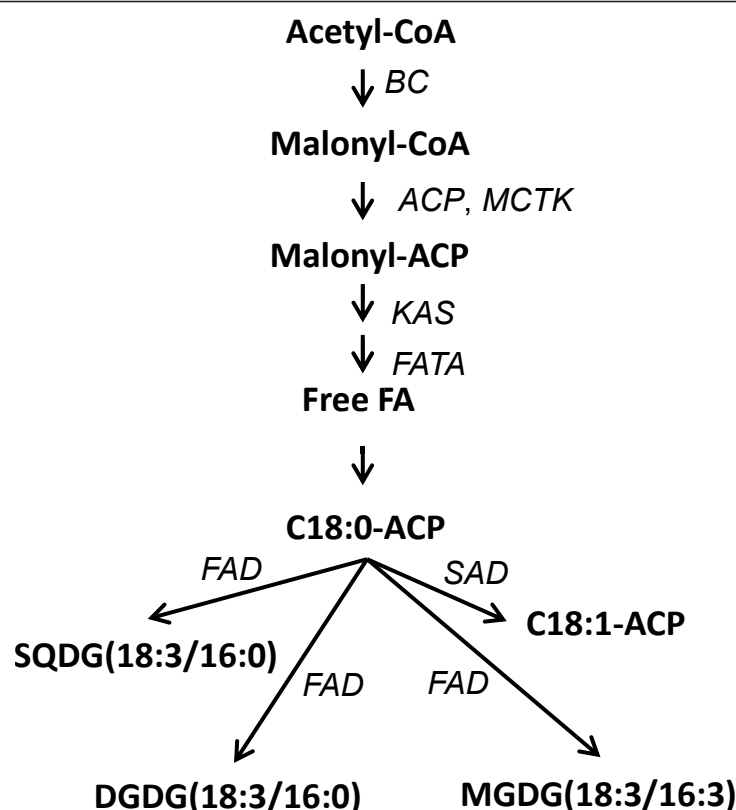 Acetyl-CoA
BC
Malonyl-CoA
ACP, MCTK
Malonyl-ACP
KAS
FATA
Free FA
C18:0-ACP
FAD
SAD
C18:1-ACP
SQDG(18:3/16:0)
FAD
FAD
DGDG(18:3/16:0)
MGDG(18:3/16:3)